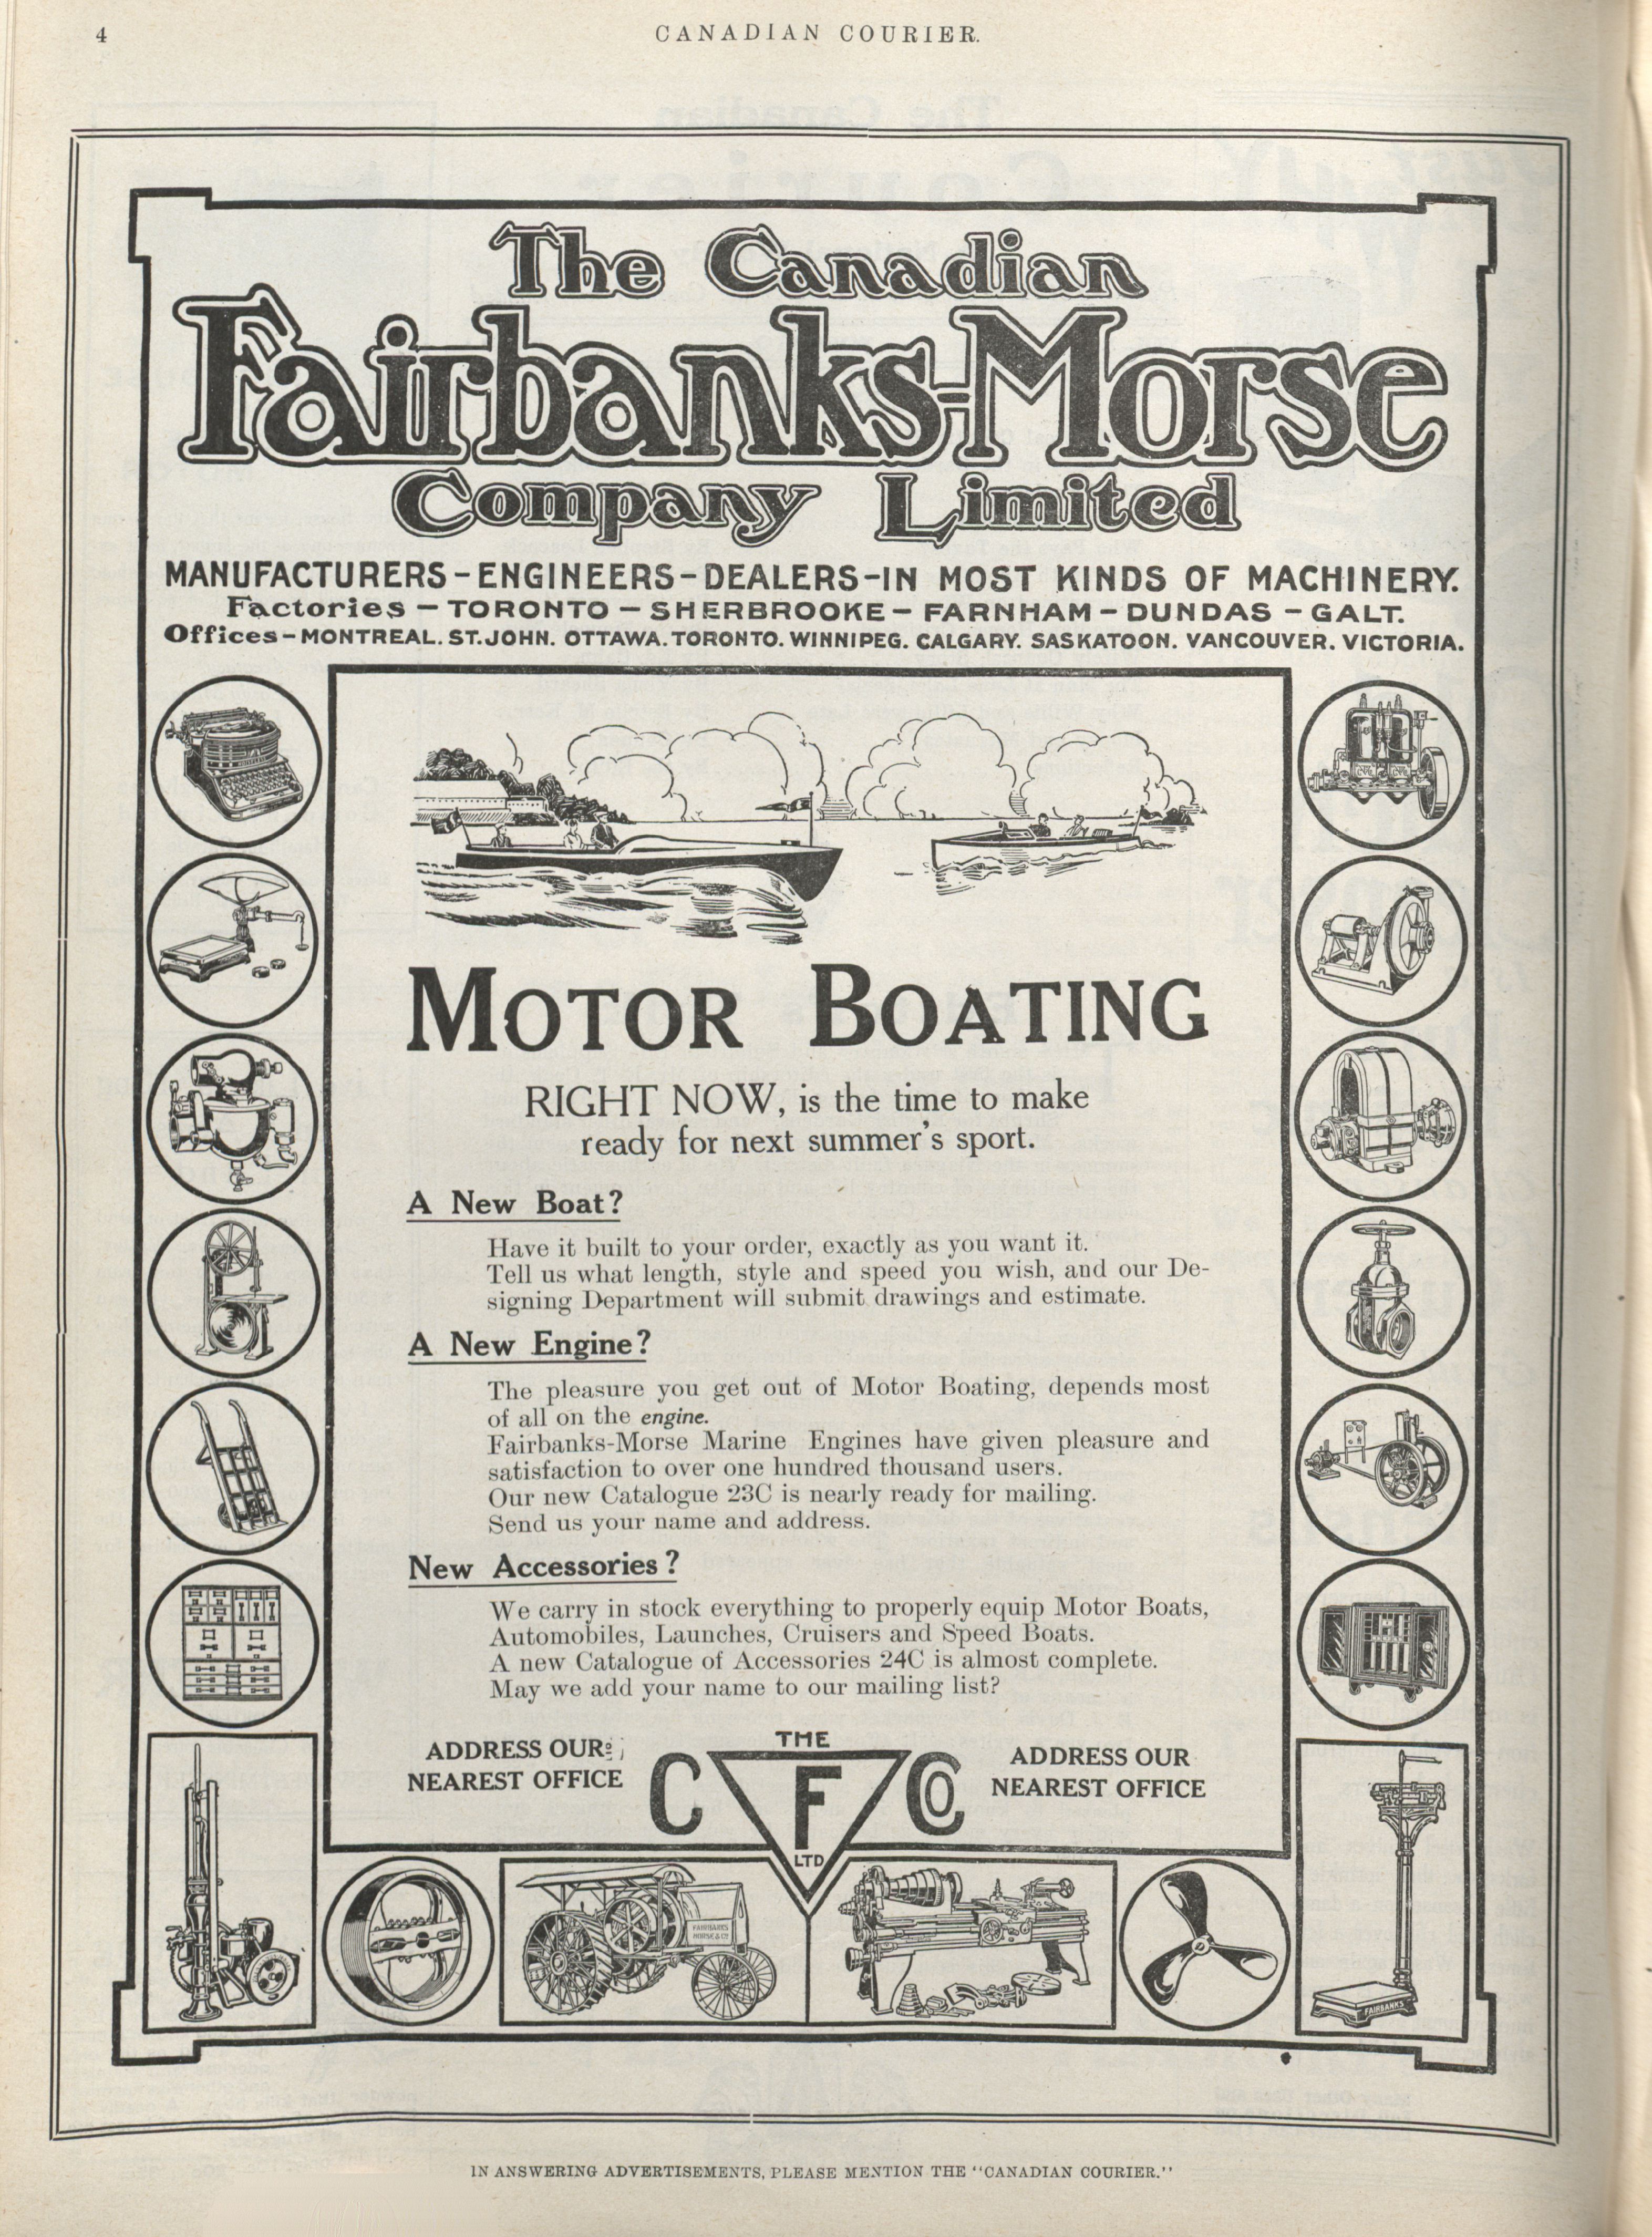 4
CANADIAN COURIER.
The Canadian
Fairbanks-Morse
Company Limited
MANUFACTURERS-ENGINEERS-DEALERS-IN MOST KINDS OF MACHINERY.
Factories - TORONTO - SHERBROOKE - FARNHAM - DUNDAS - GALT.
Offices - MONTREAL. ST. JOHN. OTTAWA. TORONTO. WINNIPEG. CALGARY. SASKATOON. VANCOUVER. VICTORIA.
MOTOR BOATING
RIGHT NOW, is the time to make
ready for next summer's sport.
A New Boat?
Have it built to your order, exactly as you want it.
Tell us what length, style and speed you wish, and our De-
signing Department will submit drawings and estimate.
A New Engine?
The pleasure you get out of Motor Boating, depends most
of all on the engine.
Fairbanks-Morse Marine Engines have given pleasure and
satisfaction to over one hundred thousand users.
Our new Catalogue 23C is nearly ready for mailing.
Send us your name and address.
New Accessories?
We carry in stock everything to properly equip Motor Boats,
Automobiles, Launches, Cruisers and Speed Boats.
A new Catalogue of Accessories 24C is almost complete.
May we add your name to our mailing list?
ADDRESS OUR
NEAREST OFFICE
THE
C F CO
LTD
ADDRESS OUR
NEAREST OFFICE
FAIRBANKS
MORSE & CO
FAIRBANKS
IN ANSWERING ADVERTISEMENTS, PLEASE MENTION THE "CANADIAN COURIER."